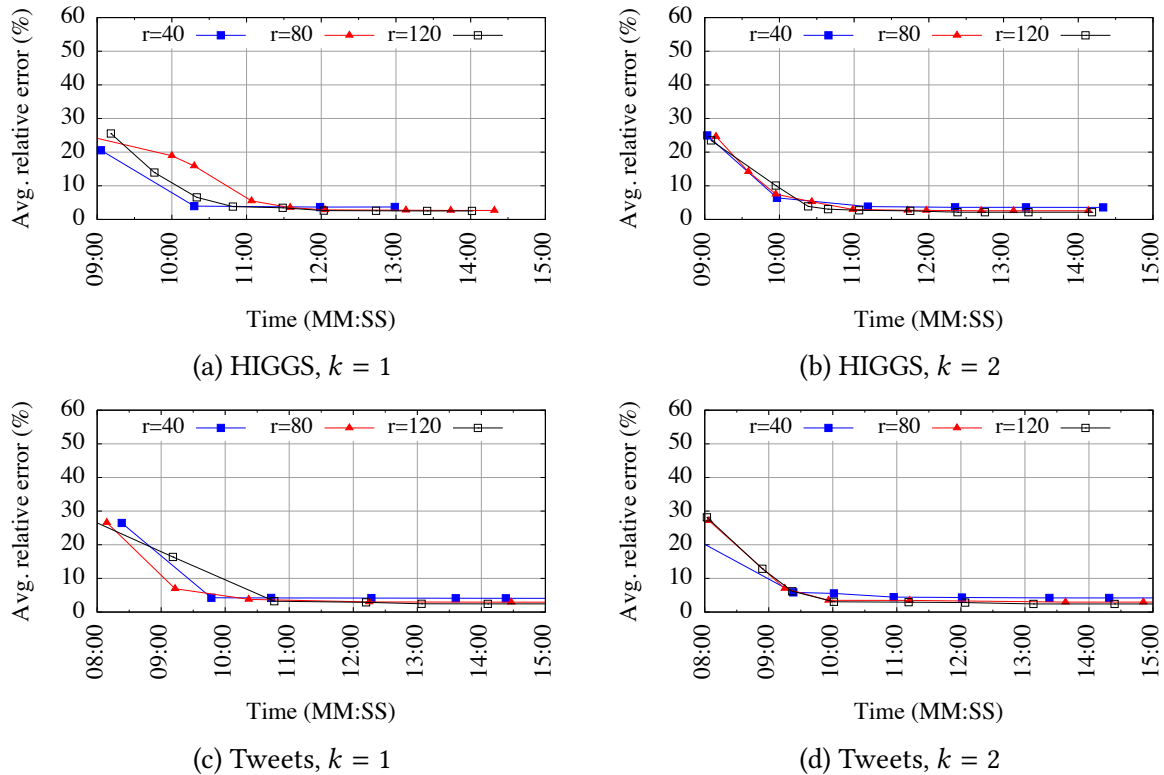 Avg. relative error (%)
60
50
40
30
20
10
0
r=40 r=80 r=120
09:00 10:00 11:00 12:00 13:00 14:00 15:00
Time (MM:SS)
(a) HIGGS, k = 1
Avg. relative error (%)
60
50
40
30
20
10
0
r=40 r=80 r=120
09:00 10:00 11:00 12:00 13:00 14:00 15:00
Time (MM:SS)
(b) HIGGS, k = 2
Avg. relative error (%)
60
50
40
30
20
10
0
r=40 r=80 r=120
08:00 09:00 10:00 11:00 12:00 13:00 14:00 15:00
Time (MM:SS)
(c) Tweets, k = 1
Avg. relative error (%)
60
50
40
30
20
10
0
r=40 r=80 r=120
08:00 09:00 10:00 11:00 12:00 13:00 14:00 15:00
Time (MM:SS)
(d) Tweets, k = 2